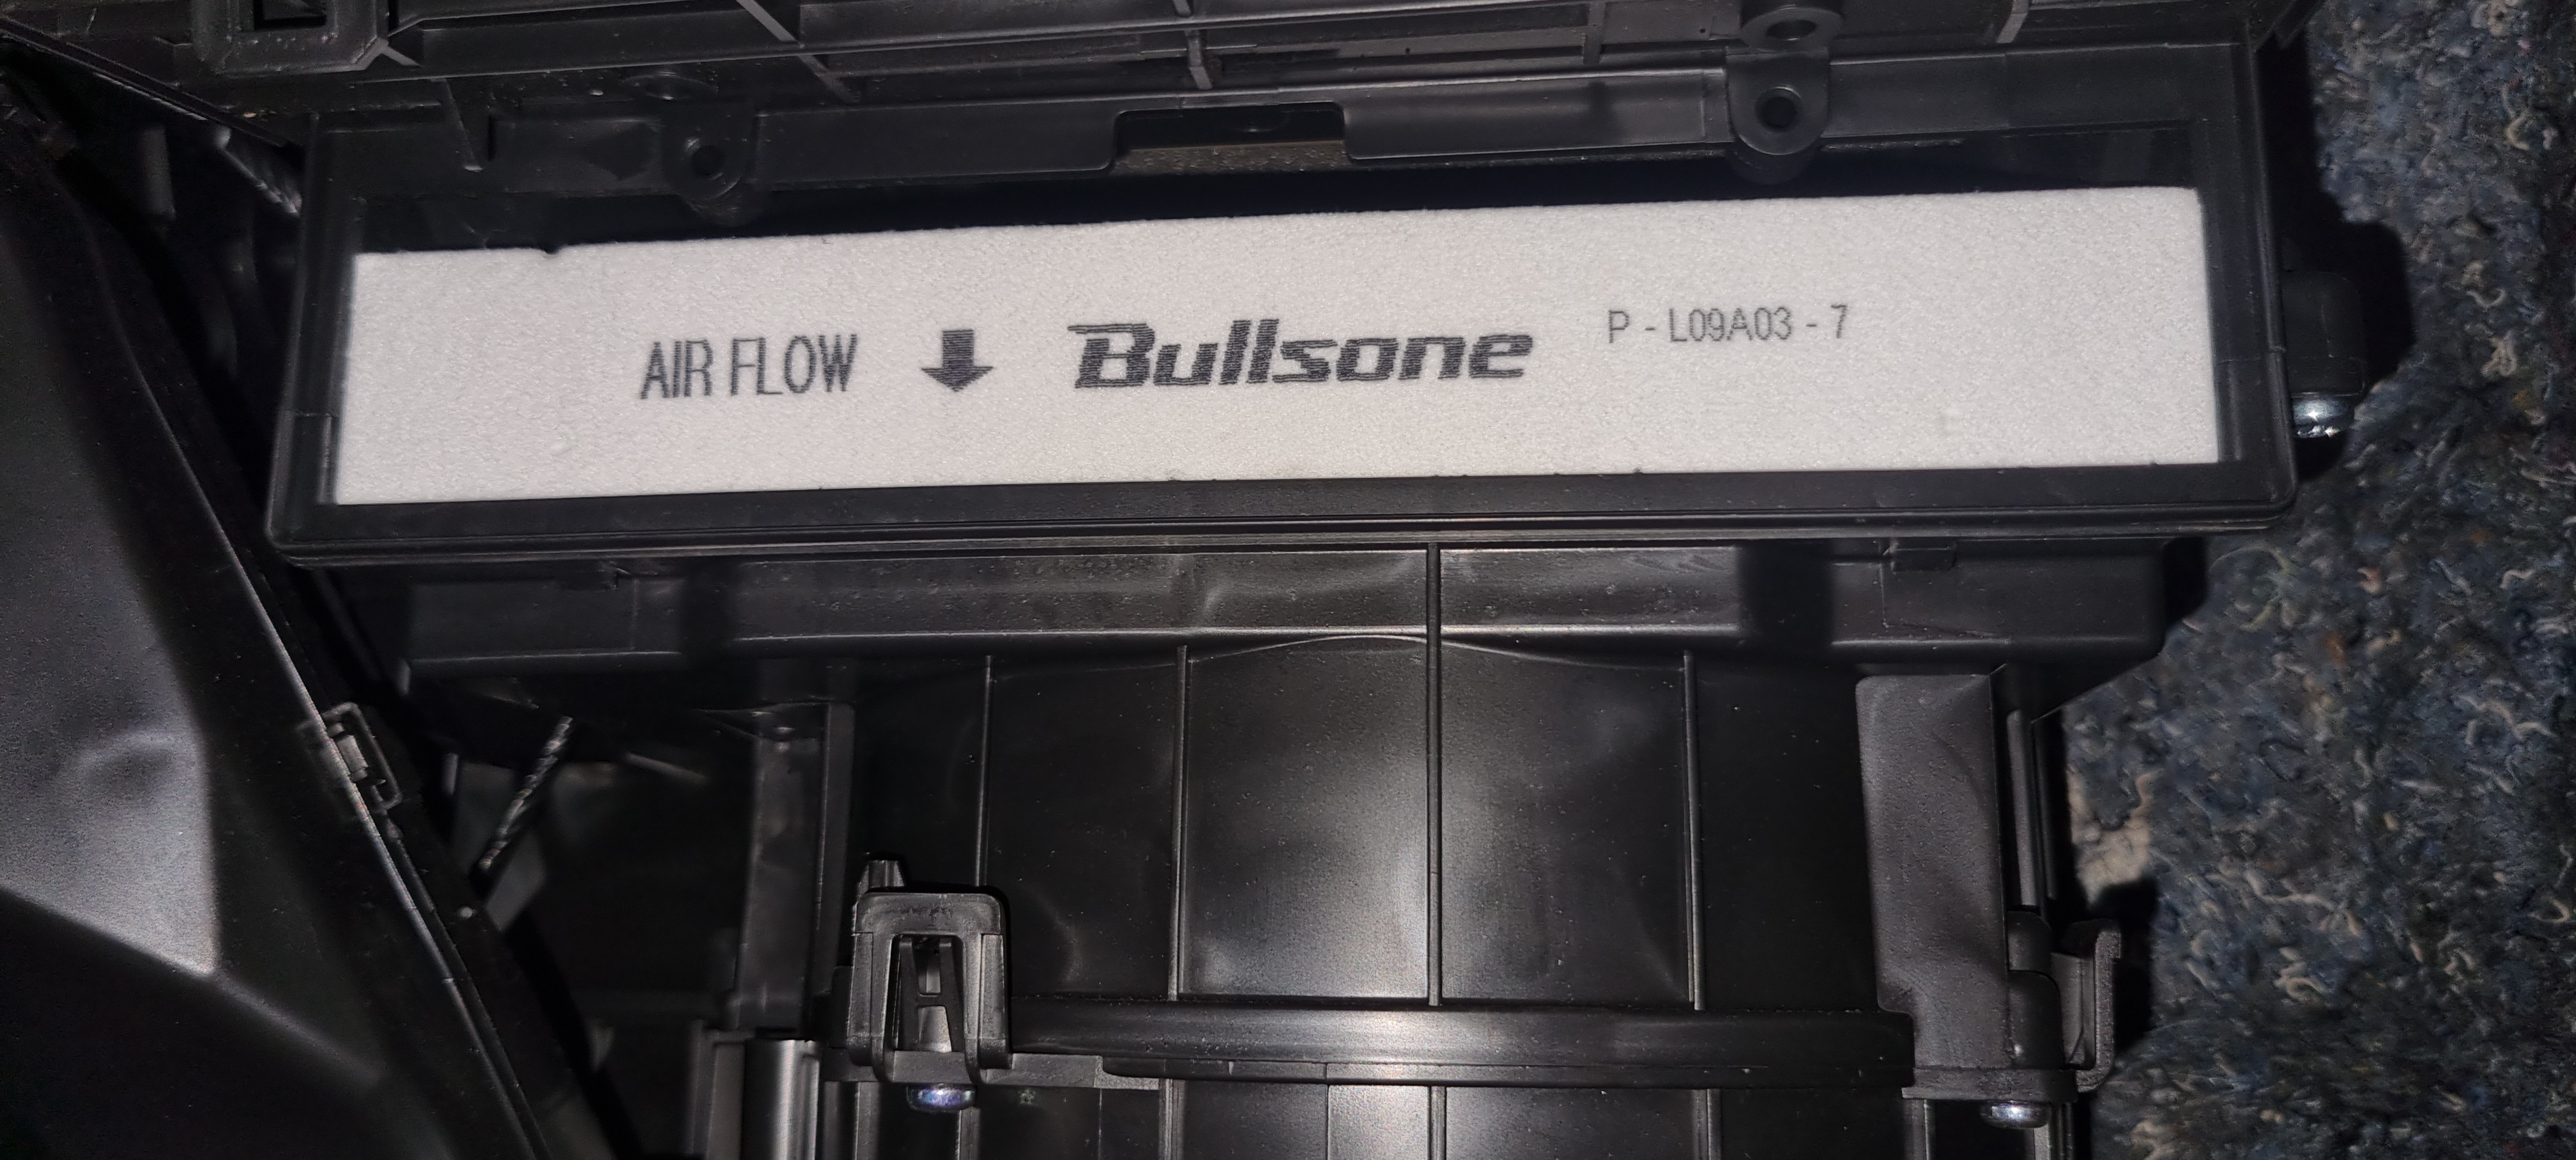 AIR FLOW ⬇ Bullsone P - L09A03 - 7